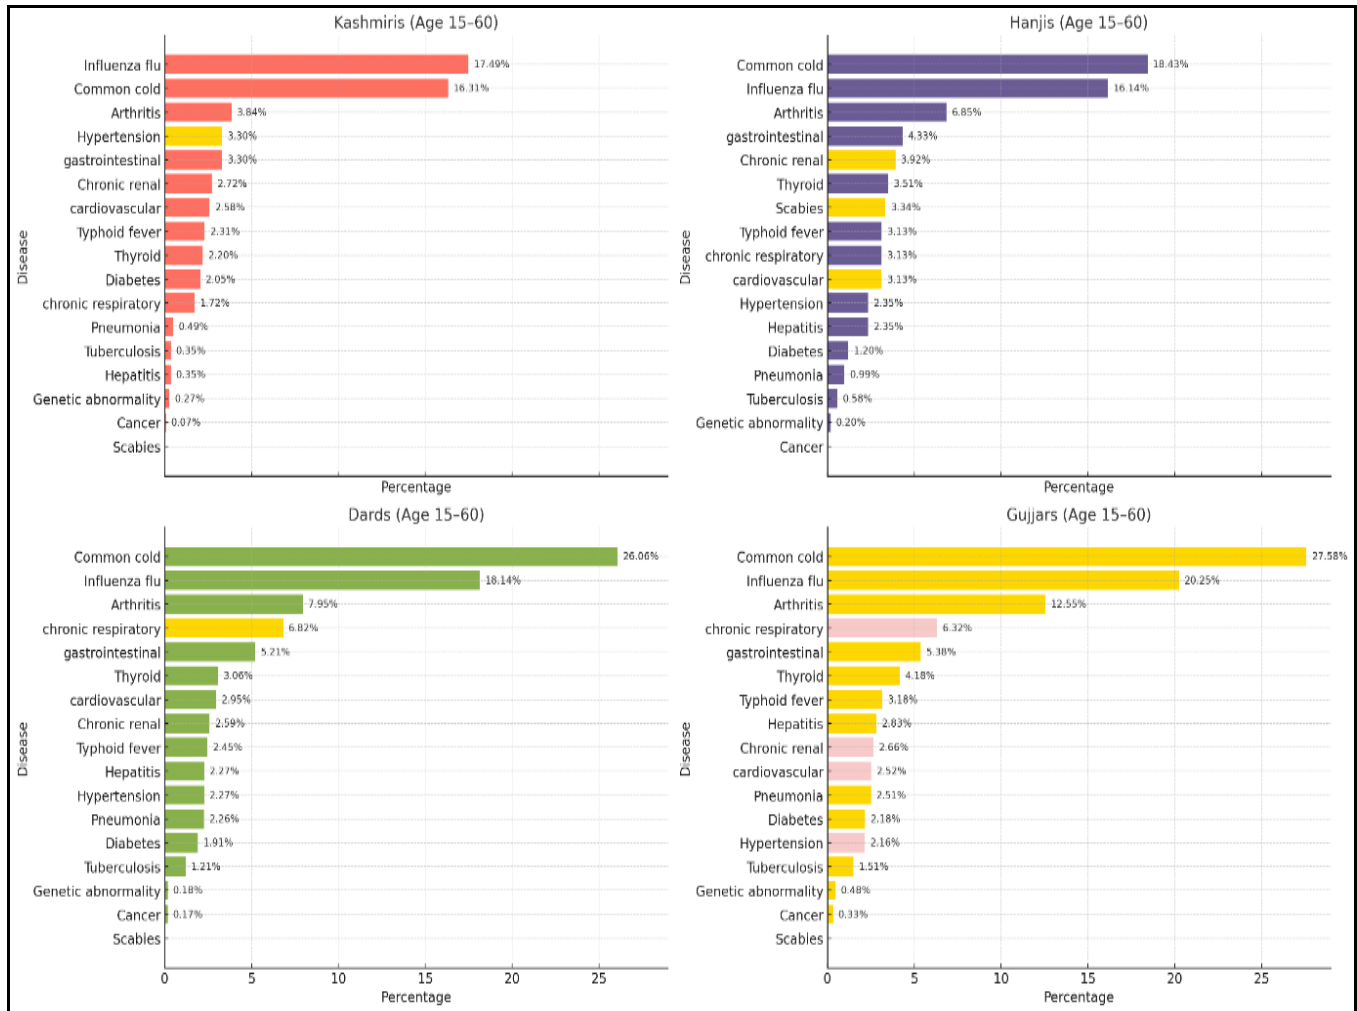 Kashmiris (Age 15–60)
Disease
Influenza flu 17.49%
Common cold 16.31%
Arthritis 3.84%
Hypertension 3.30%
gastrointestinal 3.30%
Chronic renal 2.72%
cardiovascular 2.58%
Typhoid fever 2.31%
Thyroid 2.20%
Diabetes 2.05%
chronic respiratory 1.72%
Pneumonia 0.49%
Tuberculosis 0.35%
Hepatitis 0.35%
Genetic abnormality 0.27%
Cancer 0.07%
Scabies
Percentage
Hanjis (Age 15–60)
Disease
Common cold 18.43%
Influenza flu 16.14%
Arthritis 6.85%
gastrointestinal 4.33%
Chronic renal 3.92%
Thyroid 3.51%
Scabies 3.34%
Typhoid fever 3.13%
chronic respiratory 3.13%
cardiovascular 3.13%
Hypertension 2.35%
Hepatitis 2.35%
Diabetes 1.20%
Pneumonia 0.99%
Tuberculosis 0.58%
Genetic abnormality 0.20%
Cancer
Percentage
Dards (Age 15–60)
Disease
Common cold 26.06%
Influenza flu 18.14%
Arthritis 7.95%
chronic respiratory 6.82%
gastrointestinal 5.21%
Thyroid 3.06%
cardiovascular 2.95%
Chronic renal 2.59%
Typhoid fever 2.45%
Hepatitis 2.27%
Hypertension 2.27%
Pneumonia 2.26%
Diabetes 1.91%
Tuberculosis 1.21%
Genetic abnormality 0.18%
Cancer 0.17%
Scabies
0 5 10 15 20 25
Percentage
Gujjars (Age 15–60)
Disease
Common cold 27.58%
Influenza flu 20.25%
Arthritis 12.55%
chronic respiratory 6.32%
gastrointestinal 5.38%
Thyroid 4.18%
Typhoid fever 3.18%
Hepatitis 2.83%
Chronic renal 2.66%
cardiovascular 2.52%
Pneumonia 2.51%
Diabetes 2.18%
Hypertension 2.16%
Tuberculosis 1.51%
Genetic abnormality 0.48%
Cancer 0.33%
Scabies
0 5 10 15 20 25
Percentage